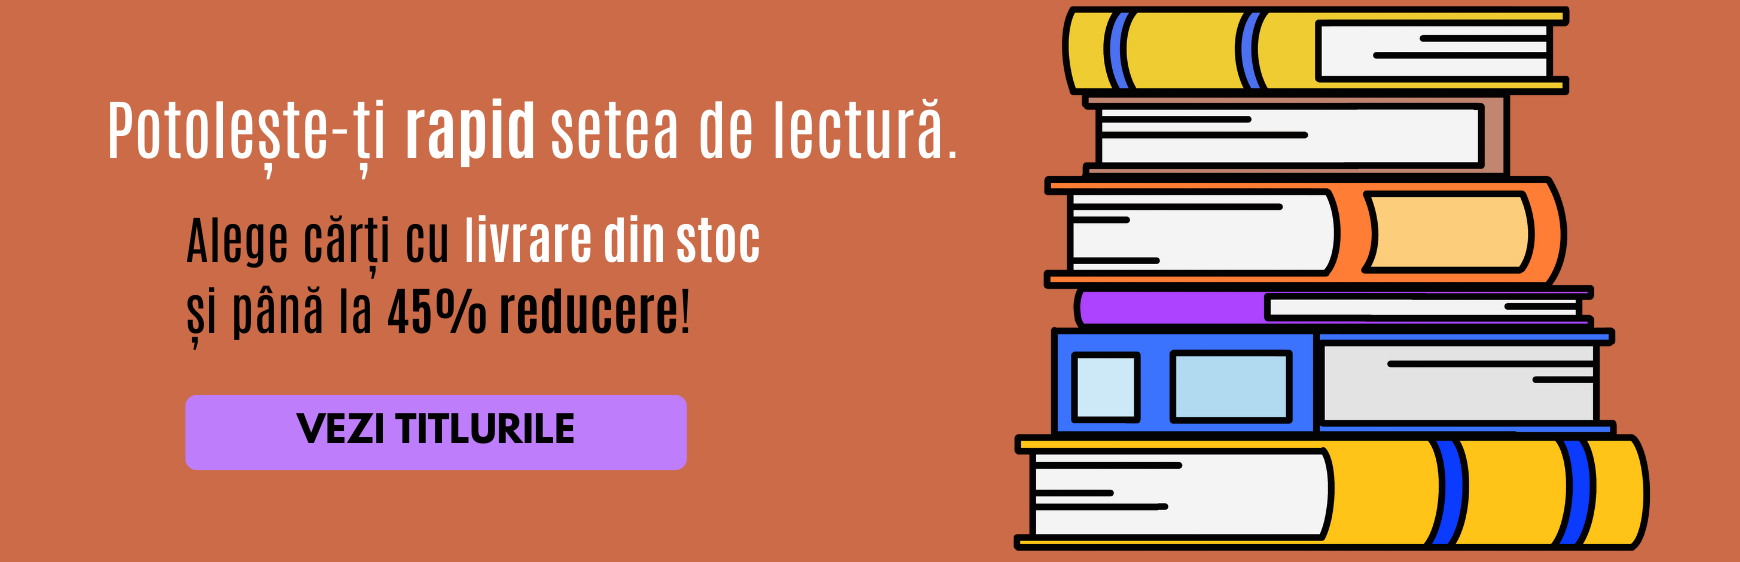 Potolește-ți rapid setea de lectură.
Alege cărți cu livrare din stoc
și până la 45% reducere!
VEZI TITLURILE